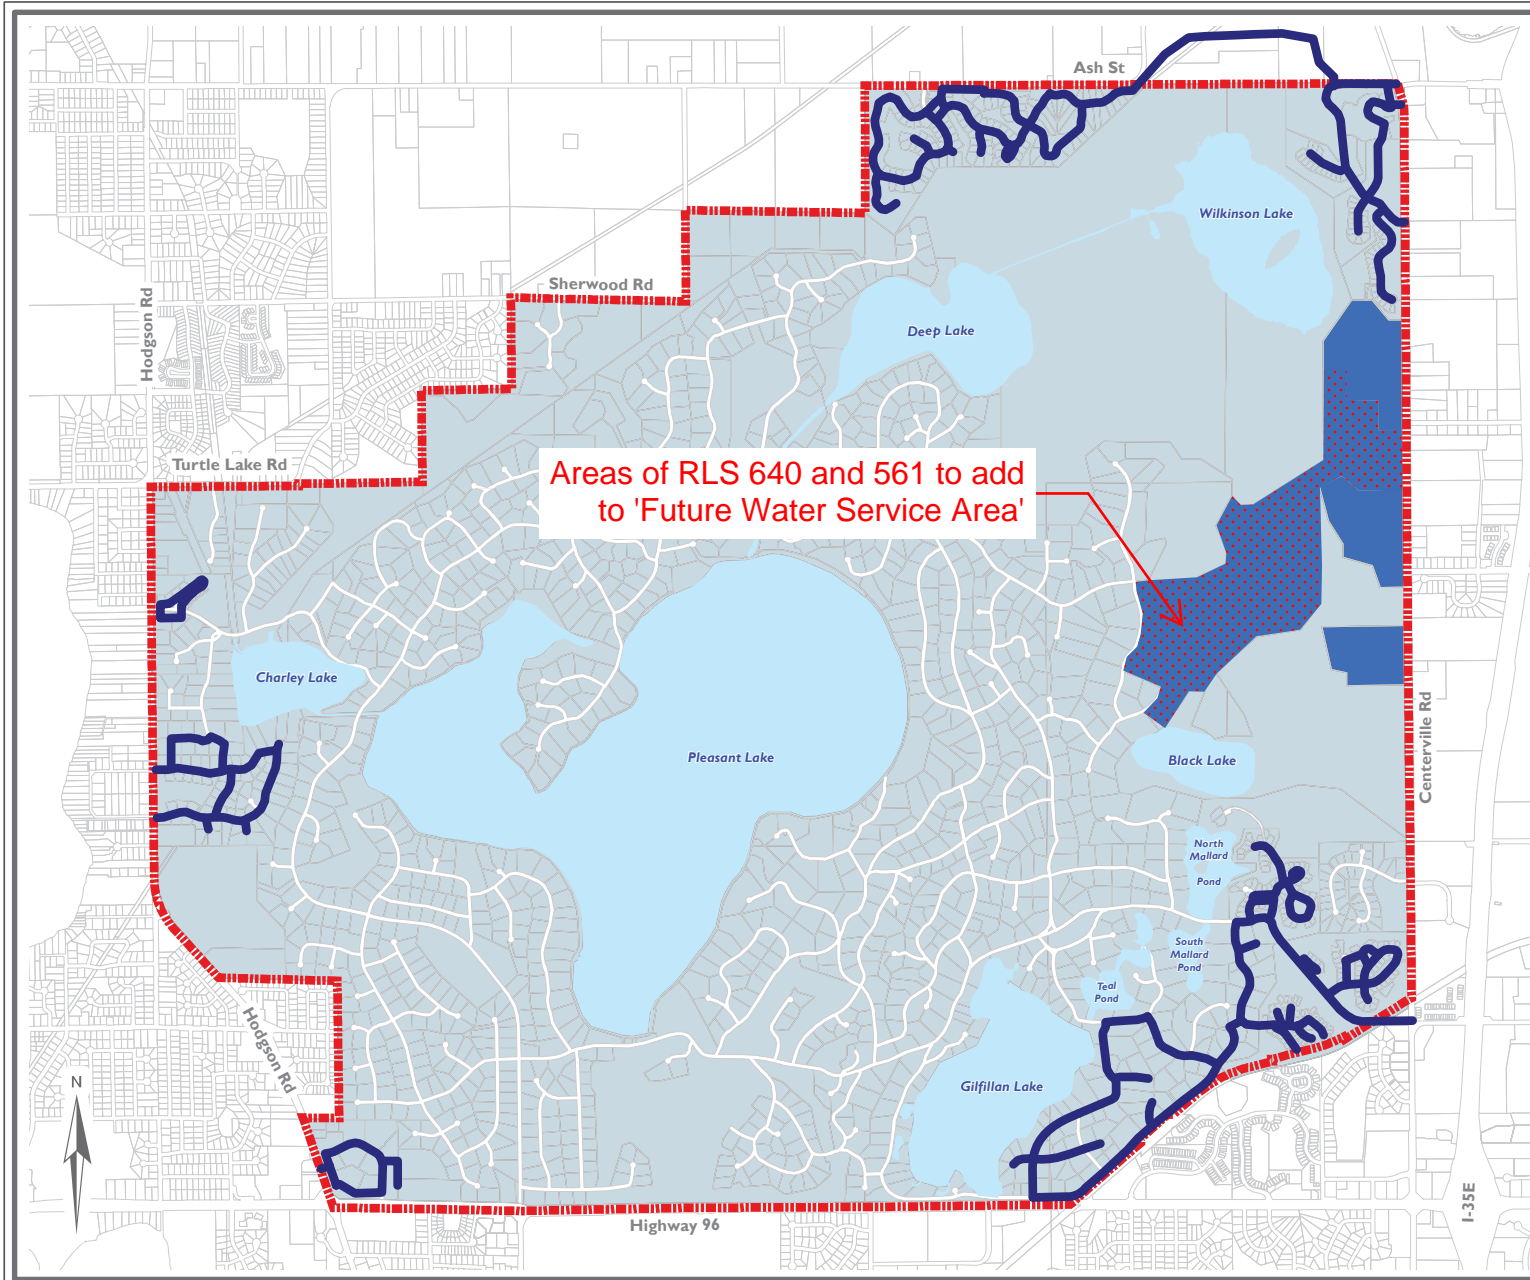 Ash St
Wilkinson Lake
Sherwood Rd
Hodgson Rd
Deep Lake
Turtle Lake Rd
Areas of RLS 640 and 561 to add
to 'Future Water Service Area'
Charley Lake
Pleasant Lake
Black Lake
Centerville Rd
North
Mallard
Pond
South
Mallard
Pond
Teal
Pond
Hodgson Rd
Gilfillan Lake
N
I-35E
Highway 96